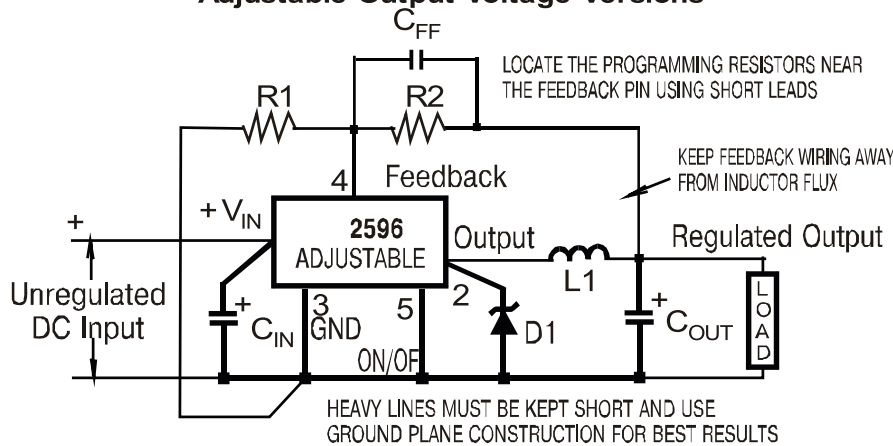 Adjustable Output Voltage Versions
CFF
LOCATE THE PROGRAMMING RESISTORS NEAR
THE FEEDBACK PIN USING SHORT LEADS
R1
R2
KEEP FEEDBACK WIRING AWAY
FROM INDUCTOR FLUX
4
Feedback
+
+VIN
2596
ADJUSTABLE
Output
Regulated Output
L1
Unregulated
DC Input
+
CIN
3
GND
5
ON/OF
2
D1
+
COUT
LOAD
HEAVY LINES MUST BE KEPT SHORT AND USE
GROUND PLANE CONSTRUCTION FOR BEST RESULTS